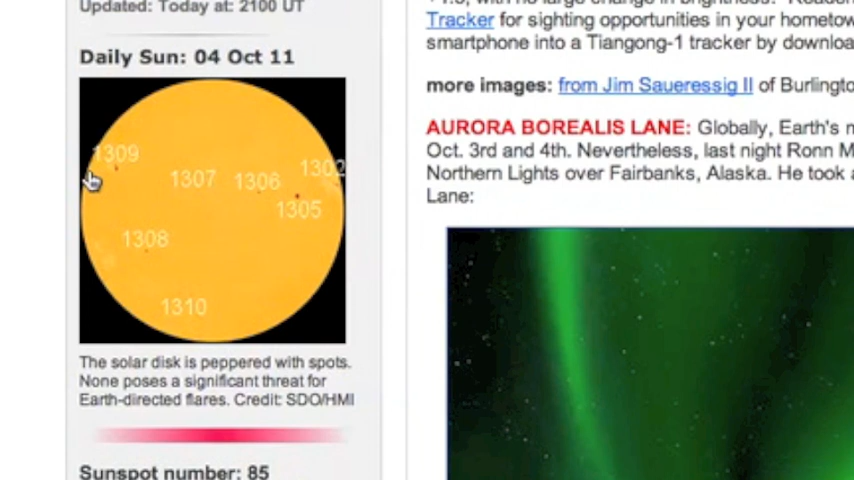 Updated: Today at: 2100 UT
Daily Sun: 04 Oct 11
1309
1302
1307
1306
1305
1308
1310
The solar disk is peppered with spots.
None poses a significant threat for
Earth-directed flares. Credit: SDO/HMI
Sunspot number: 85
Tracker for sighting opportunities in your
smartphone into a Tiangong-1 tracker by
more images: from Jim Saueressig II of
AURORA BOREALIS LANE: Globally, Earth's
Oct. 3rd and 4th. Nevertheless, last night Ronn
Northern Lights over Fairbanks, Alaska. He took
Lane: